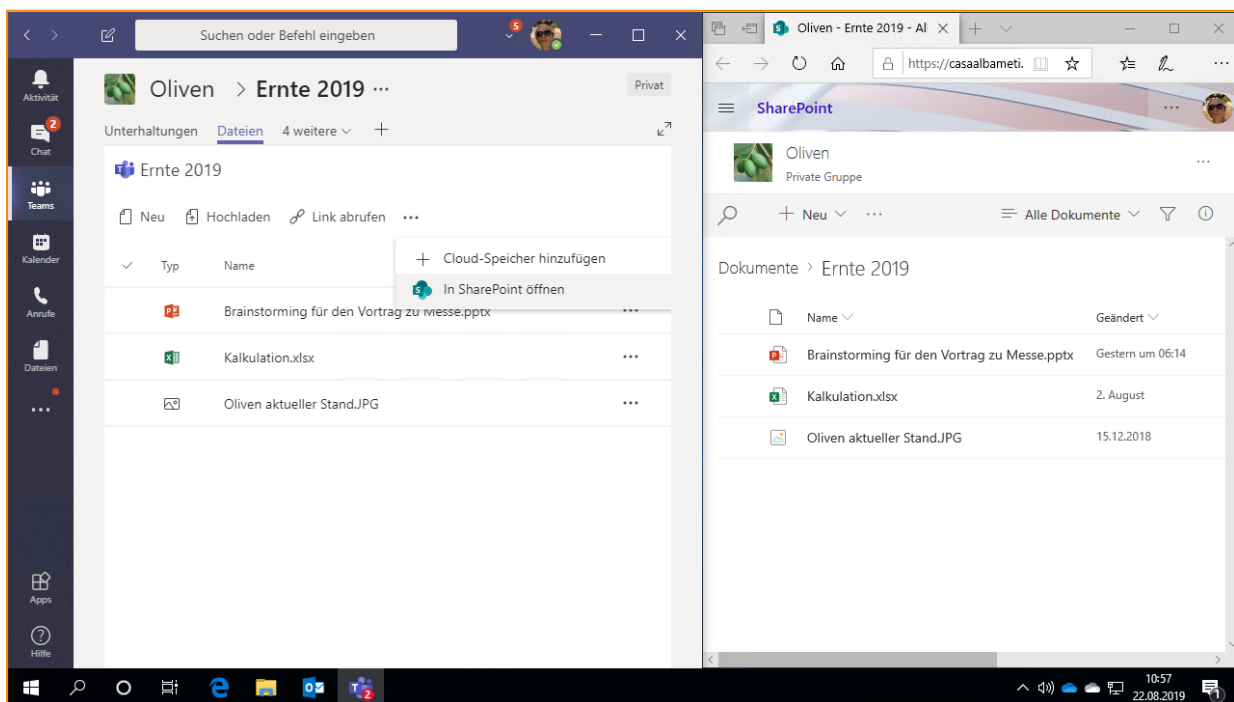 Suchen oder Befehl eingeben
5
Aktivität
2
Chat
Teams
Kalender
Anrufe
Dateien
Apps
Hilfe
Oliven > Ernte 2019 ...
Privat
Unterhaltungen Dateien 4 weitere +
Ernte 2019
Neu Hochladen Link abrufen ...
Cloud-Speicher hinzufügen
In SharePoint öffnen
Typ Name
Brainstorming für den Vortrag zu Messe.pptx
Kalkulation.xlsx
Oliven aktueller Stand.JPG
Oliven - Ernte 2019 - Al
https://casaalbameti.
SharePoint
Oliven
Private Gruppe
Neu ... Alle Dokumente
Dokumente > Ernte 2019
Name Geändert
Brainstorming für den Vortrag zu Messe.pptx Gestern um 06:14
Kalkulation.xlsx 2. August
Oliven aktueller Stand.JPG 15.12.2018
2
10:57
22.08.2019
1